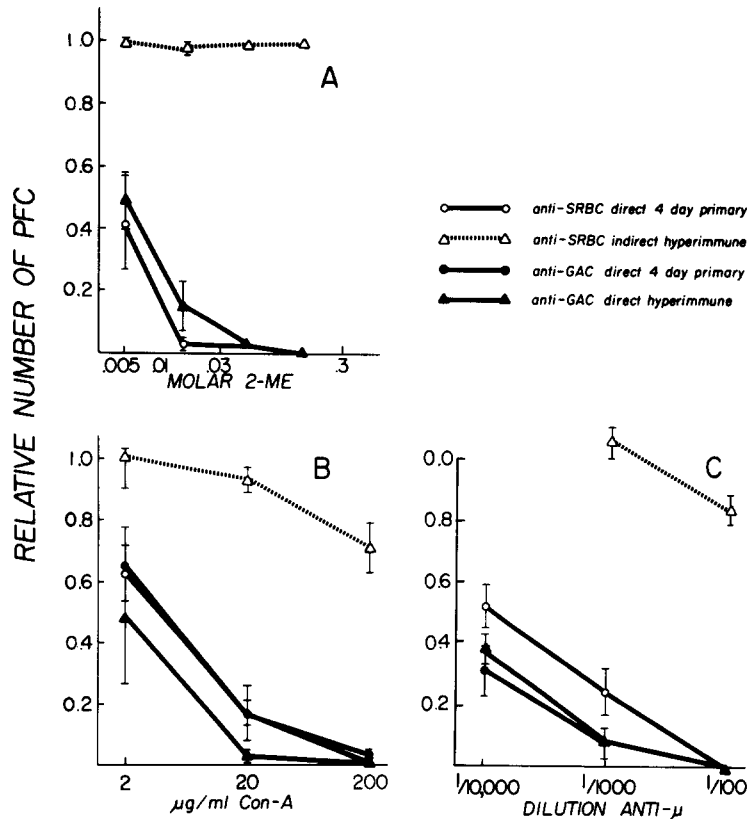 RELATIVE NUMBER OF PFC
A
1.0
0.8
0.6
0.4
0.2
.005 .01 .03 .3
MOLAR 2-ME
anti-SRBC direct 4 day primary
anti-SRBC indirect hyperimmune
anti-GAC direct 4 day primary
anti-GAC direct hyperimmune
B
1.0
0.8
0.6
0.4
0.2
2 20 200
µg/ml Con-A
C
0.0
0.8
0.6
0.4
0.2
1/10,000 1/1000 1/100
DILUTION ANTI-µ